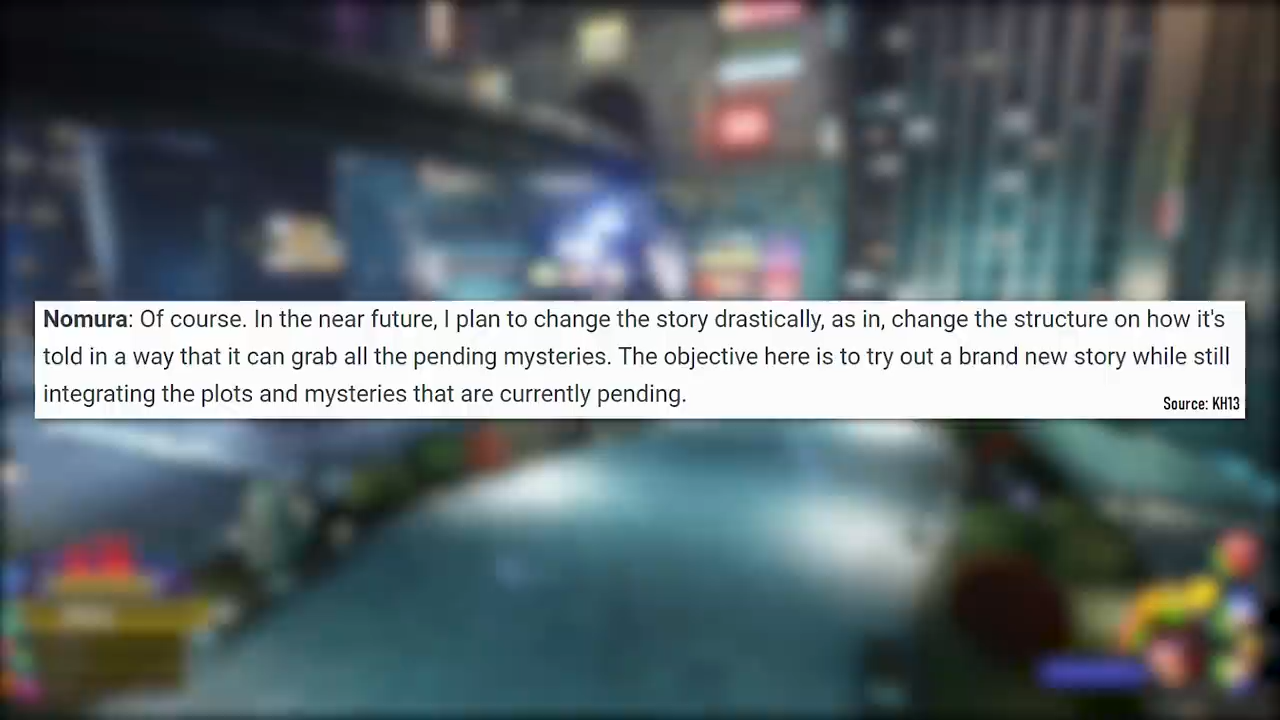 Nomura: Of course. In the near future, I plan to change the story drastically, as in, change the structure on how it's
told in a way that it can grab all the pending mysteries. The objective here is to try out a brand new story while still
integrating the plots and mysteries that are currently pending.
Source: KH13